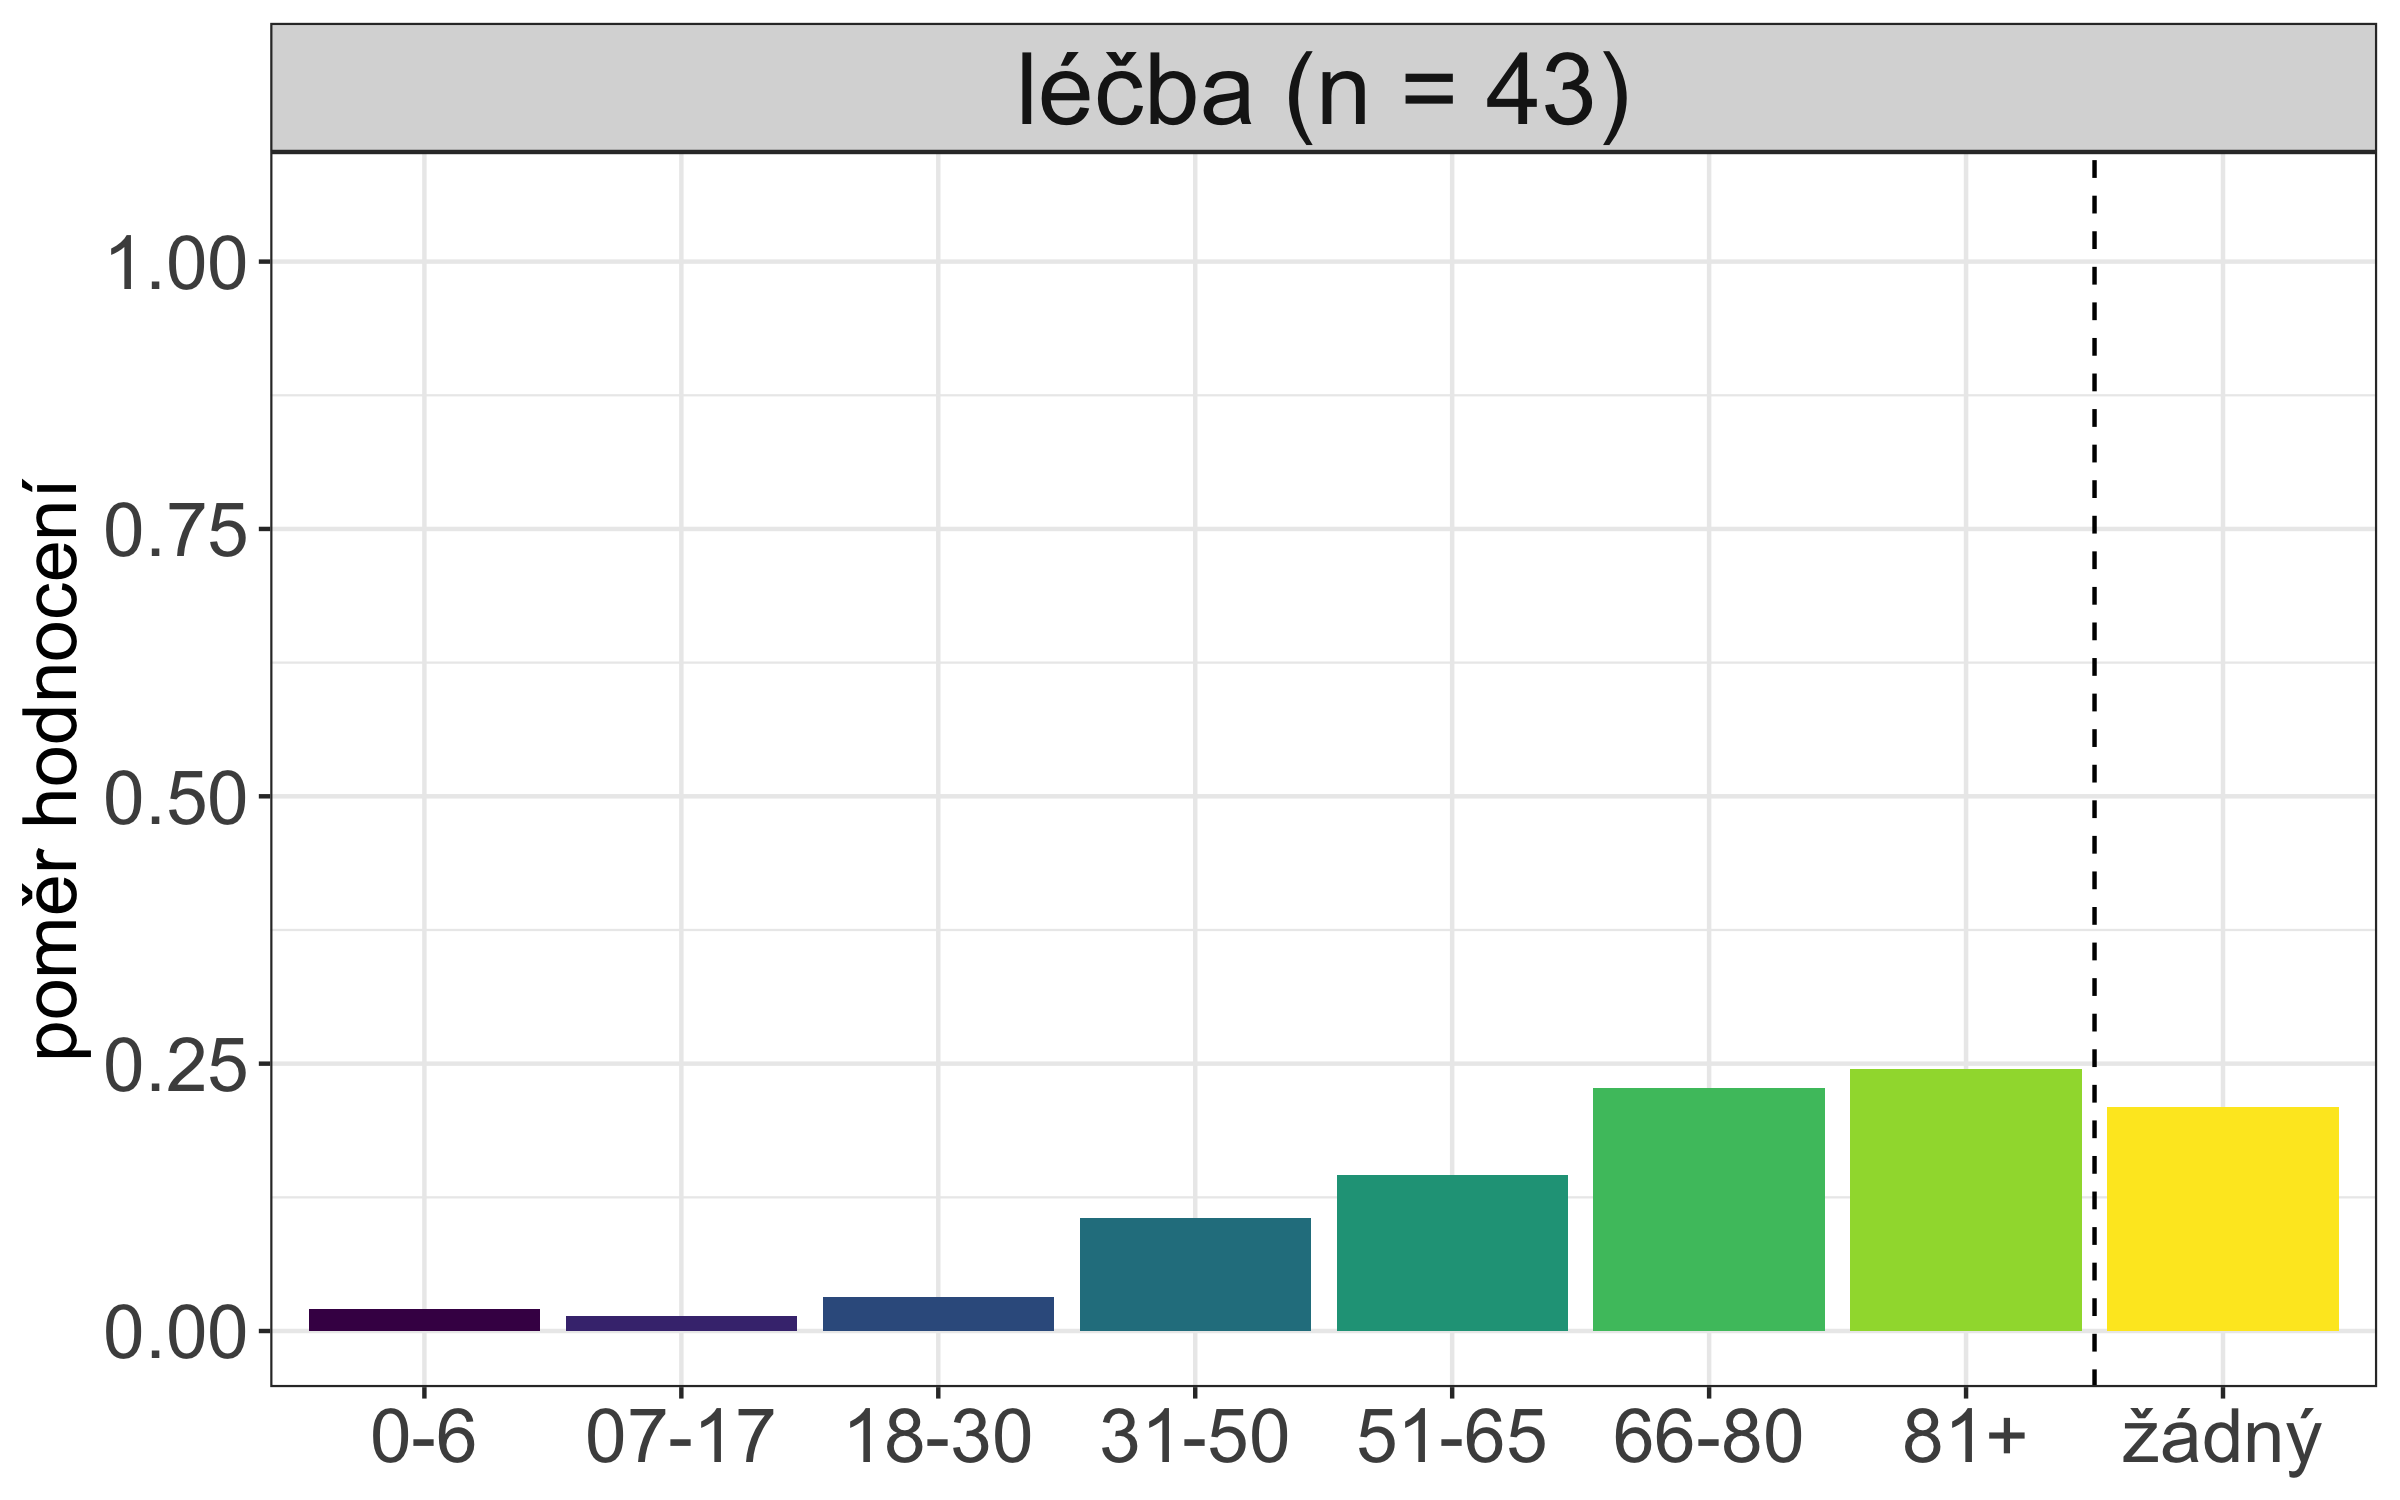 léčba (n = 43)
poměr hodnocení
1.00
0.75
0.50
0.25
0.00
0-6 07-17 18-30 31-50 51-65 66-80 81+ žádný